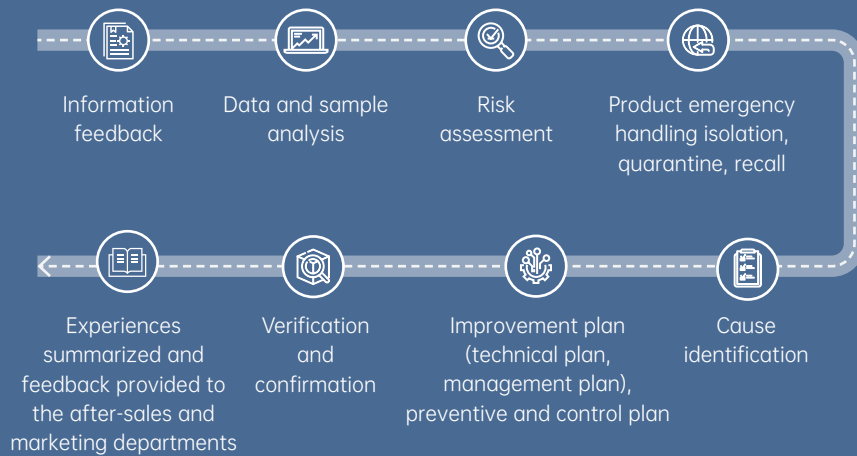 Information
feedback
Data and sample
analysis
Risk
assessment
Product emergency
handling isolation,
quarantine, recall
Cause
identification
Improvement plan
(technical plan,
management plan),
preventive and control plan
Verification
and
confirmation
Experiences
summarized and
feedback provided to
the after-sales and
marketing departments